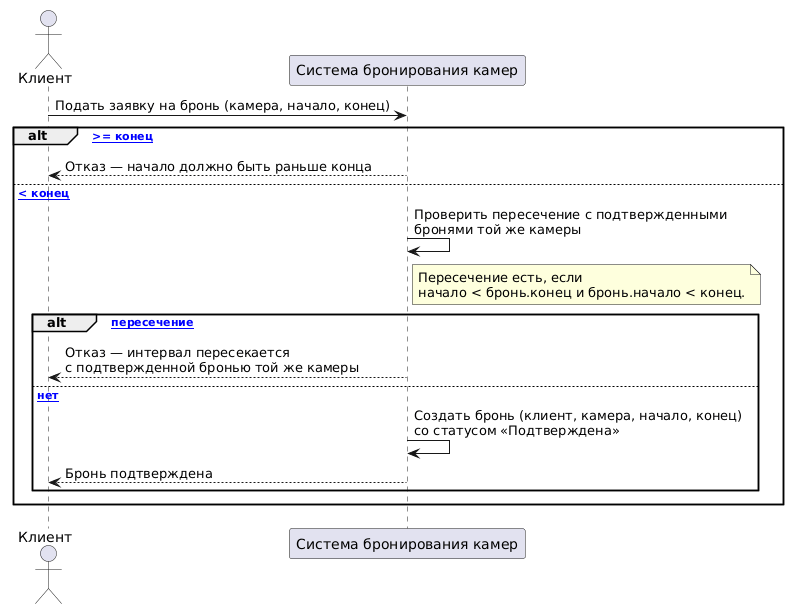 Клиент
Система бронирования камер
Подать заявку на бронь (камера, начало, конец)
alt
>= конец
Отказ — начало должно быть раньше конца
< конец
Проверить пересечение с подтвержденными
бронями той же камеры
Пересечение есть, если
начало < бронь.конец и бронь.начало < конец.
alt
пересечение
Отказ — интервал пересекается
с подтвержденной бронью той же камеры
нет
Создать бронь (клиент, камера, начало, конец)
со статусом «Подтверждена»
Бронь подтверждена
Клиент
Система бронирования камер